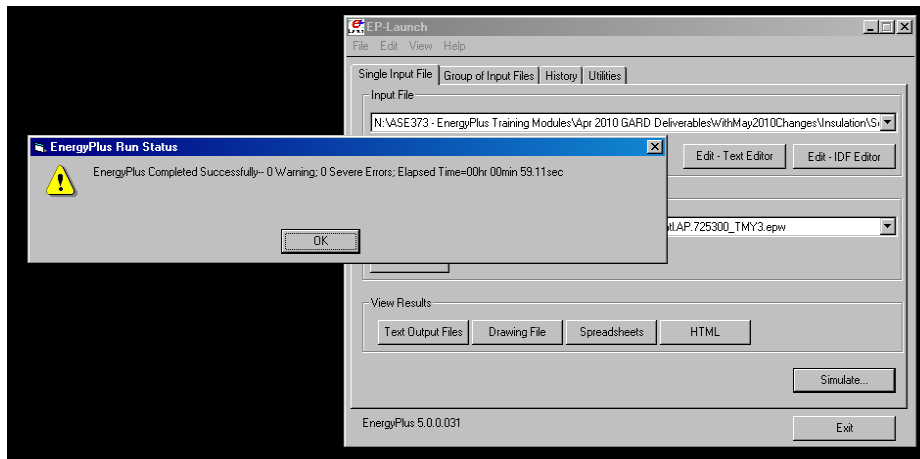 EP-Launch
File Edit View Help
Single Input File Group of Input Files History Utilities
Input File
N:\ASE373 - EnergyPlus Training Modules\Apr 2010 GARD Deliverables\WithMay2010Changes\Insulation\S
EnergyPlus Run Status
Edit - Text Editor Edit - IDF Editor
EnergyPlus Completed Successfully-- 0 Warning; 0 Severe Errors; Elapsed Time=00hr 00min 59.11sec
ntl.AP.725300_TMY3.epw
OK
View Results
Text Output Files Drawing File Spreadsheets HTML
Simulate...
EnergyPlus 5.0.0.031
Exit